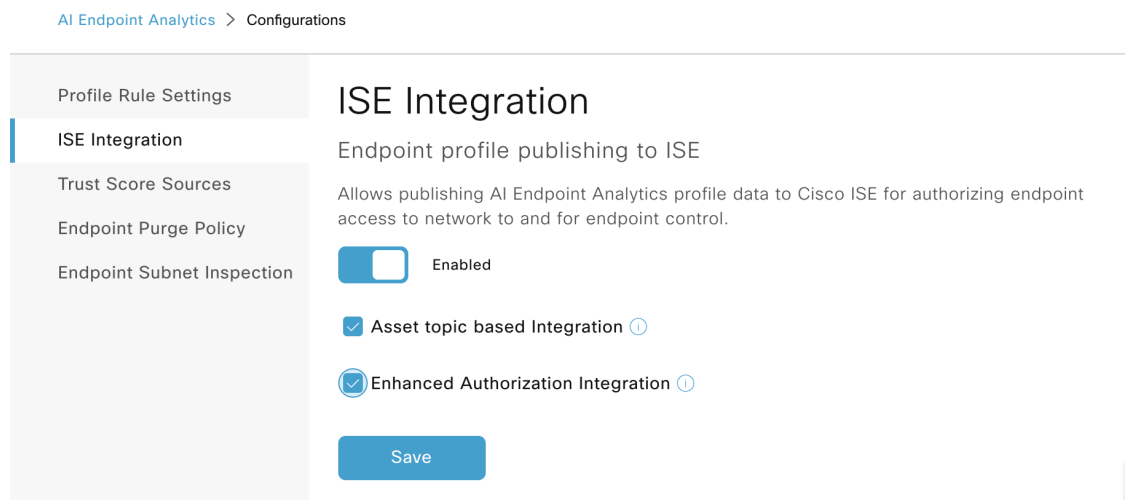 AI Endpoint Analytics > Configurations
Profile Rule Settings
ISE Integration
Trust Score Sources
Endpoint Purge Policy
Endpoint Subnet Inspection
ISE Integration
Endpoint profile publishing to ISE
Allows publishing AI Endpoint Analytics profile data to Cisco ISE for authorizing endpoint
access to network to and for endpoint control.
Enabled
Asset topic based Integration
Enhanced Authorization Integration
Save